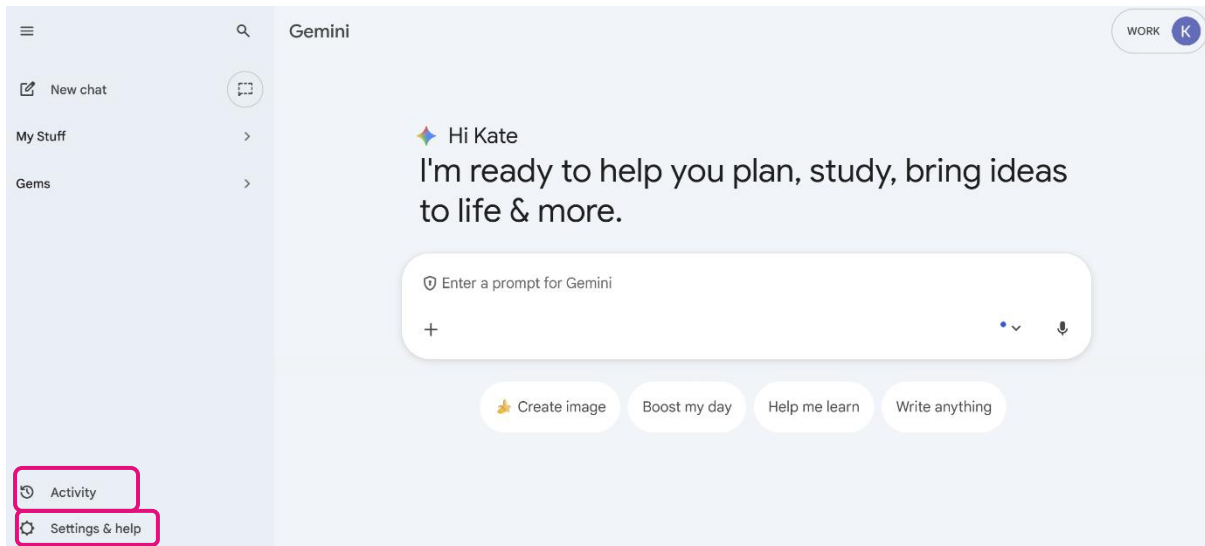 Gemini
WORK K
New chat
My Stuff
Gems
Hi Kate
I'm ready to help you plan, study, bring ideas
to life & more.
Enter a prompt for Gemini
Create image
Boost my day
Help me learn
Write anything
Activity
Settings & help